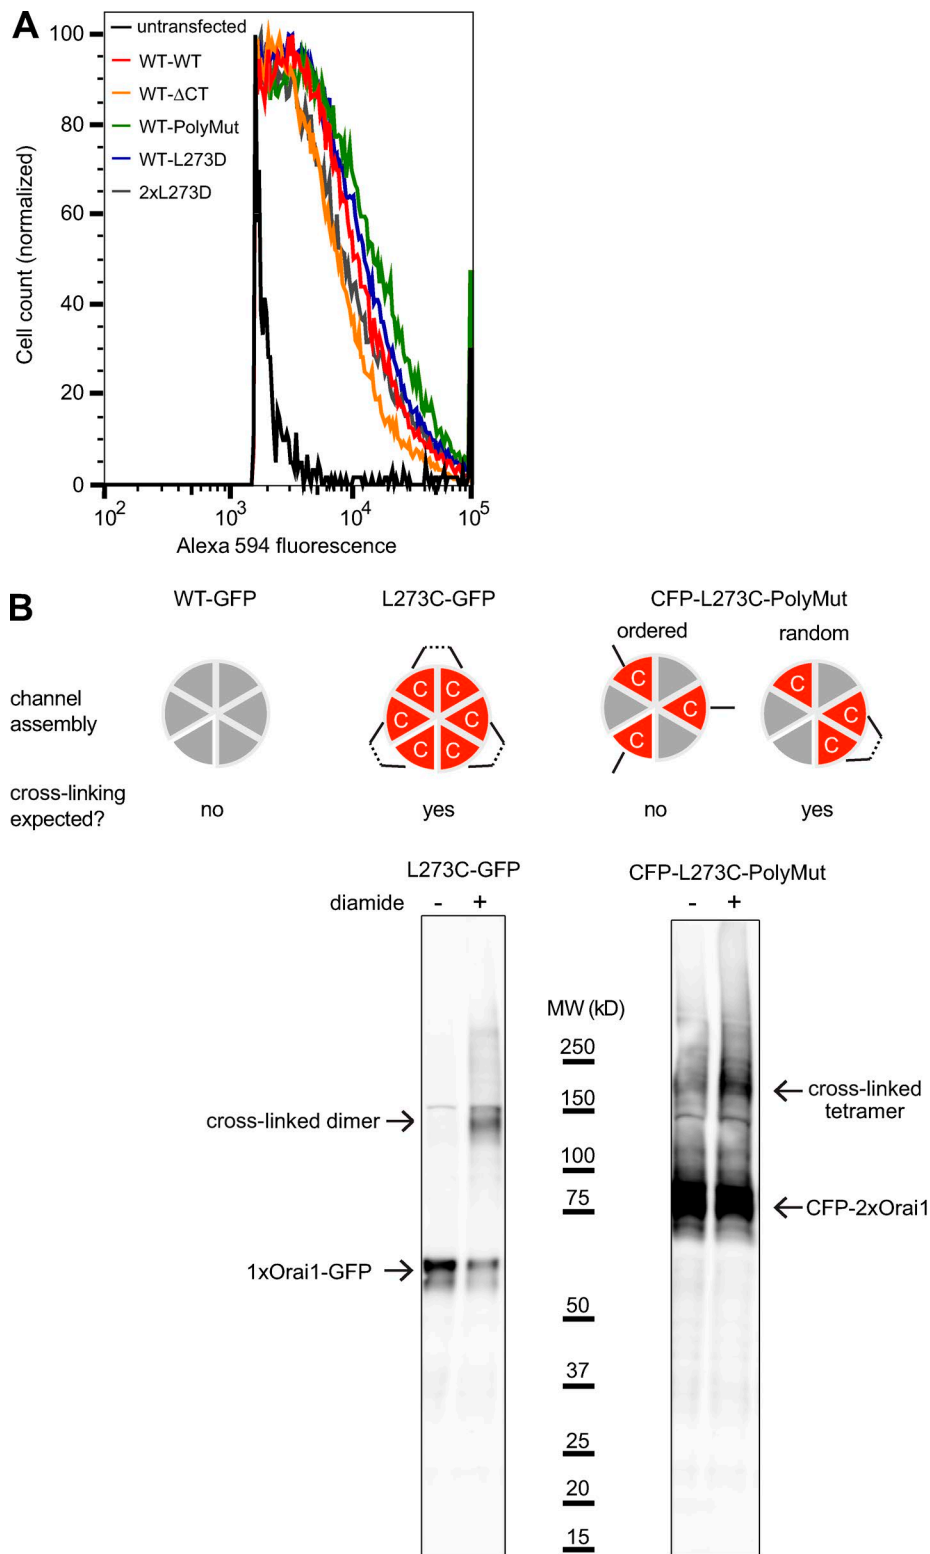 A
untransfected
WT-WT
WT-ΔCT
WT-PolyMut
WT-L273D
2xL273D
Cell count (normalized)
100
80
60
40
20
0
10^2
10^3
10^4
10^5
Alexa 594 fluorescence
B
WT-GFP
L273C-GFP
CFP-L273C-PolyMut
ordered
random
channel
assembly
C
C
C
C
C
C
C
C
C
C
C
C
cross-linking
expected?
no
yes
no
yes
L273C-GFP
CFP-L273C-PolyMut
diamide
-
+
-
+
MW (kD)
250
150
100
75
50
37
25
20
15
cross-linked dimer
1xOrai1-GFP
cross-linked
tetramer
CFP-2xOrai1